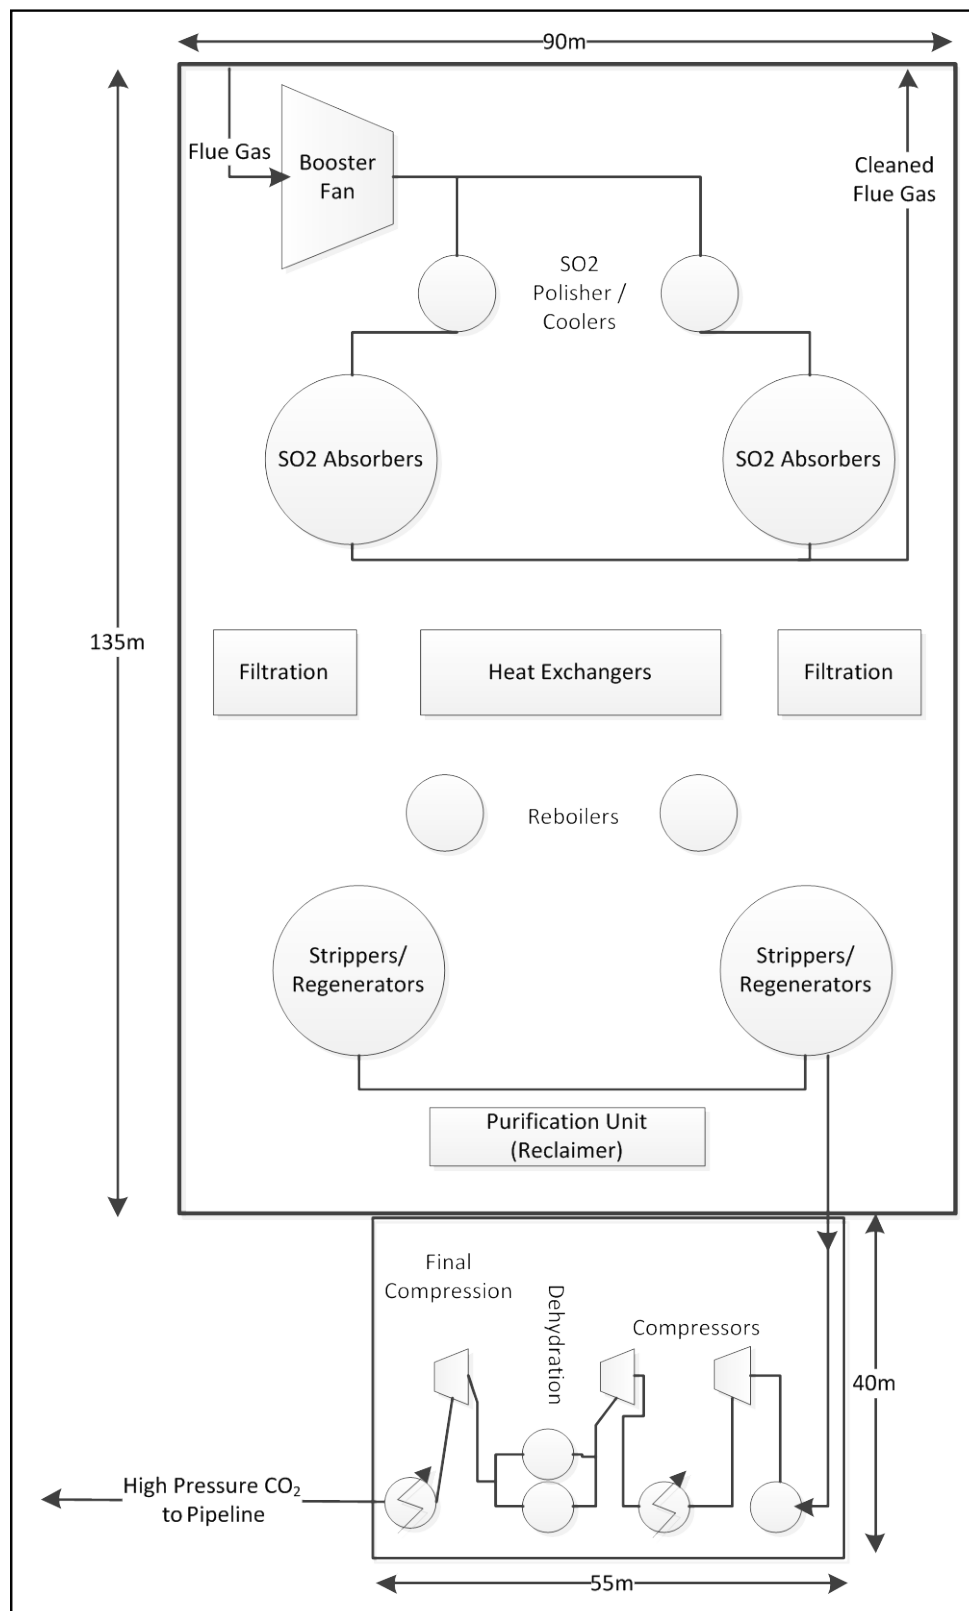 90m
Flue Gas
Booster
Fan
Cleaned
Flue Gas
SO2
Polisher /
Coolers
SO2 Absorbers
SO2 Absorbers
135m
Filtration
Heat Exchangers
Filtration
Reboilers
Strippers/
Regenerators
Strippers/
Regenerators
Purification Unit
(Reclaimer)
Final
Compression
Dehydration
Compressors
40m
High Pressure CO₂
to Pipeline
55m